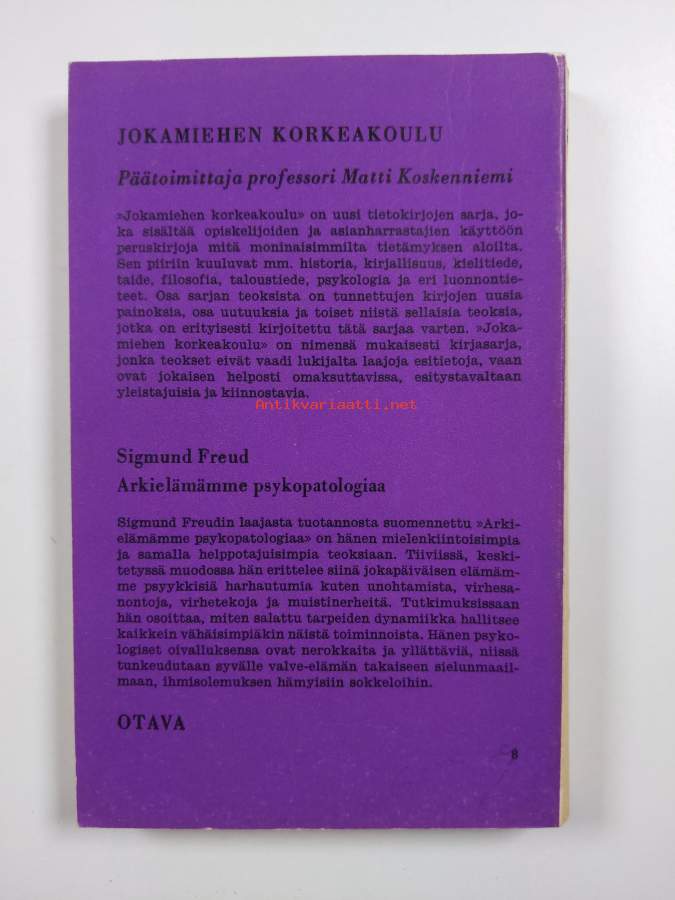 JOKAMIEHEN KORKEAKOULU
Päätoimittaja professori Matti Koskenniemi
»Jokamiehen korkeakoulu» on uusi tietokirjojen sarja, jo-
ka sisältää opiskelijoiden ja asianharrastajien käyttöön
peruskirjoja mitä moninaisimmilta tietämyksen aloilta.
Sen piiriin kuuluvat mm. historia, kirjallisuus, kielitiede,
taide, filosofia, taloustiede, psykologia ja eri luonnontie-
teet. Osa sarjan teoksista on tunnettujen kirjojen uusia
painoksia, osa uutuuksia ja toiset niistä sellaisia teoksia,
jotka on erityisesti kirjoitettu tätä sarjaa varten. »Joka-
miehen korkeakoulu» on nimensä mukaisesti kirjasarja,
jonka teokset eivät vaadi lukijalta laajoja esitietoja, vaan
ovat jokaisen helposti omaksuttavissa, esitystavaltaan
yleistajuisia ja kiinnostavia.
Antikvariaatti.net
Sigmund Freud
Arkielämämme psykopatologiaa
Sigmund Freudin laajasta tuotannosta suomennettu »Arki-
elämämme psykopatologiaa» on hänen mielenkiintoisimpia
ja samalla helppotajuisimpia teoksiaan. Tiiviissä, keski-
tetyssä muodossa hän erittelee siinä jokapäiväisen elämäm-
me psyykkisiä harhautumia kuten unohtamista, virhesa-
nontoja, virhetekoja ja muistinerheitä. Tutkimuksissaan
hän osoittaa, miten salattu tarpeiden dynamiikka hallitsee
kaikkein vähäisimpiäkin näistä toiminnoista. Hänen psyko-
logiset oivalluksensa ovat nerokkaita ja yllättäviä, niissä
tunkeudutaan syvälle valve-elämän takaiseen sielunmaail-
maan, ihmisolemuksen hämyisiin sokkeloihin.
OTAVA
8